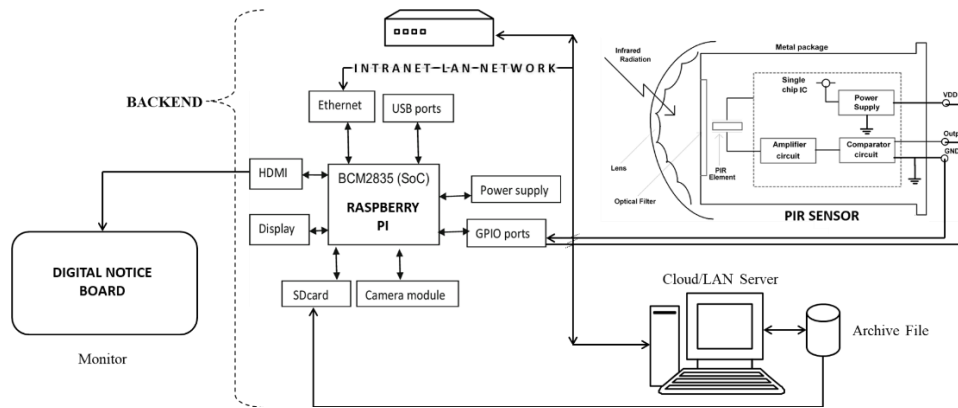 BACKEND
INTRANET LAN NETWORK
Ethernet
USB ports
HDMI
BCM2835 (SoC)
RASPBERRY
PI
Power supply
Display
GPIO ports
SDcard
Camera module
DIGITAL NOTICE
BOARD
Monitor
Infrared
Radiation
Metal package
Single
chip IC
Power
Supply
VDD
Amplifier
circuit
Comparator
circuit
Outp
GND
PIR
Element
Lens
Optical Filter
PIR SENSOR
Cloud/LAN Server
Archive File